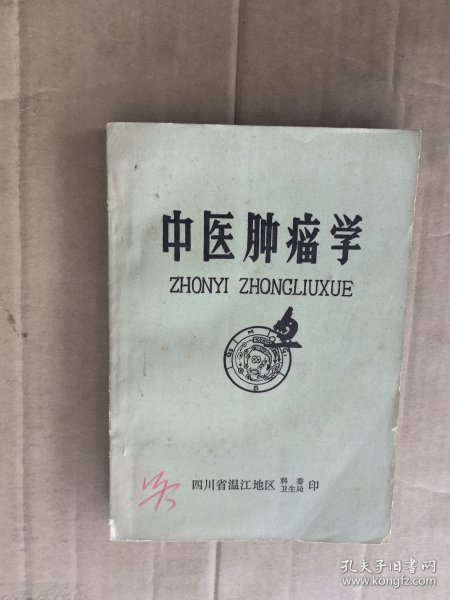 中医肿瘤学
ZHONYI ZHONGLIUXUE
M
S
四川省温江地区 科委 卫生局 印
孔夫子旧书网
www.kongfz.com